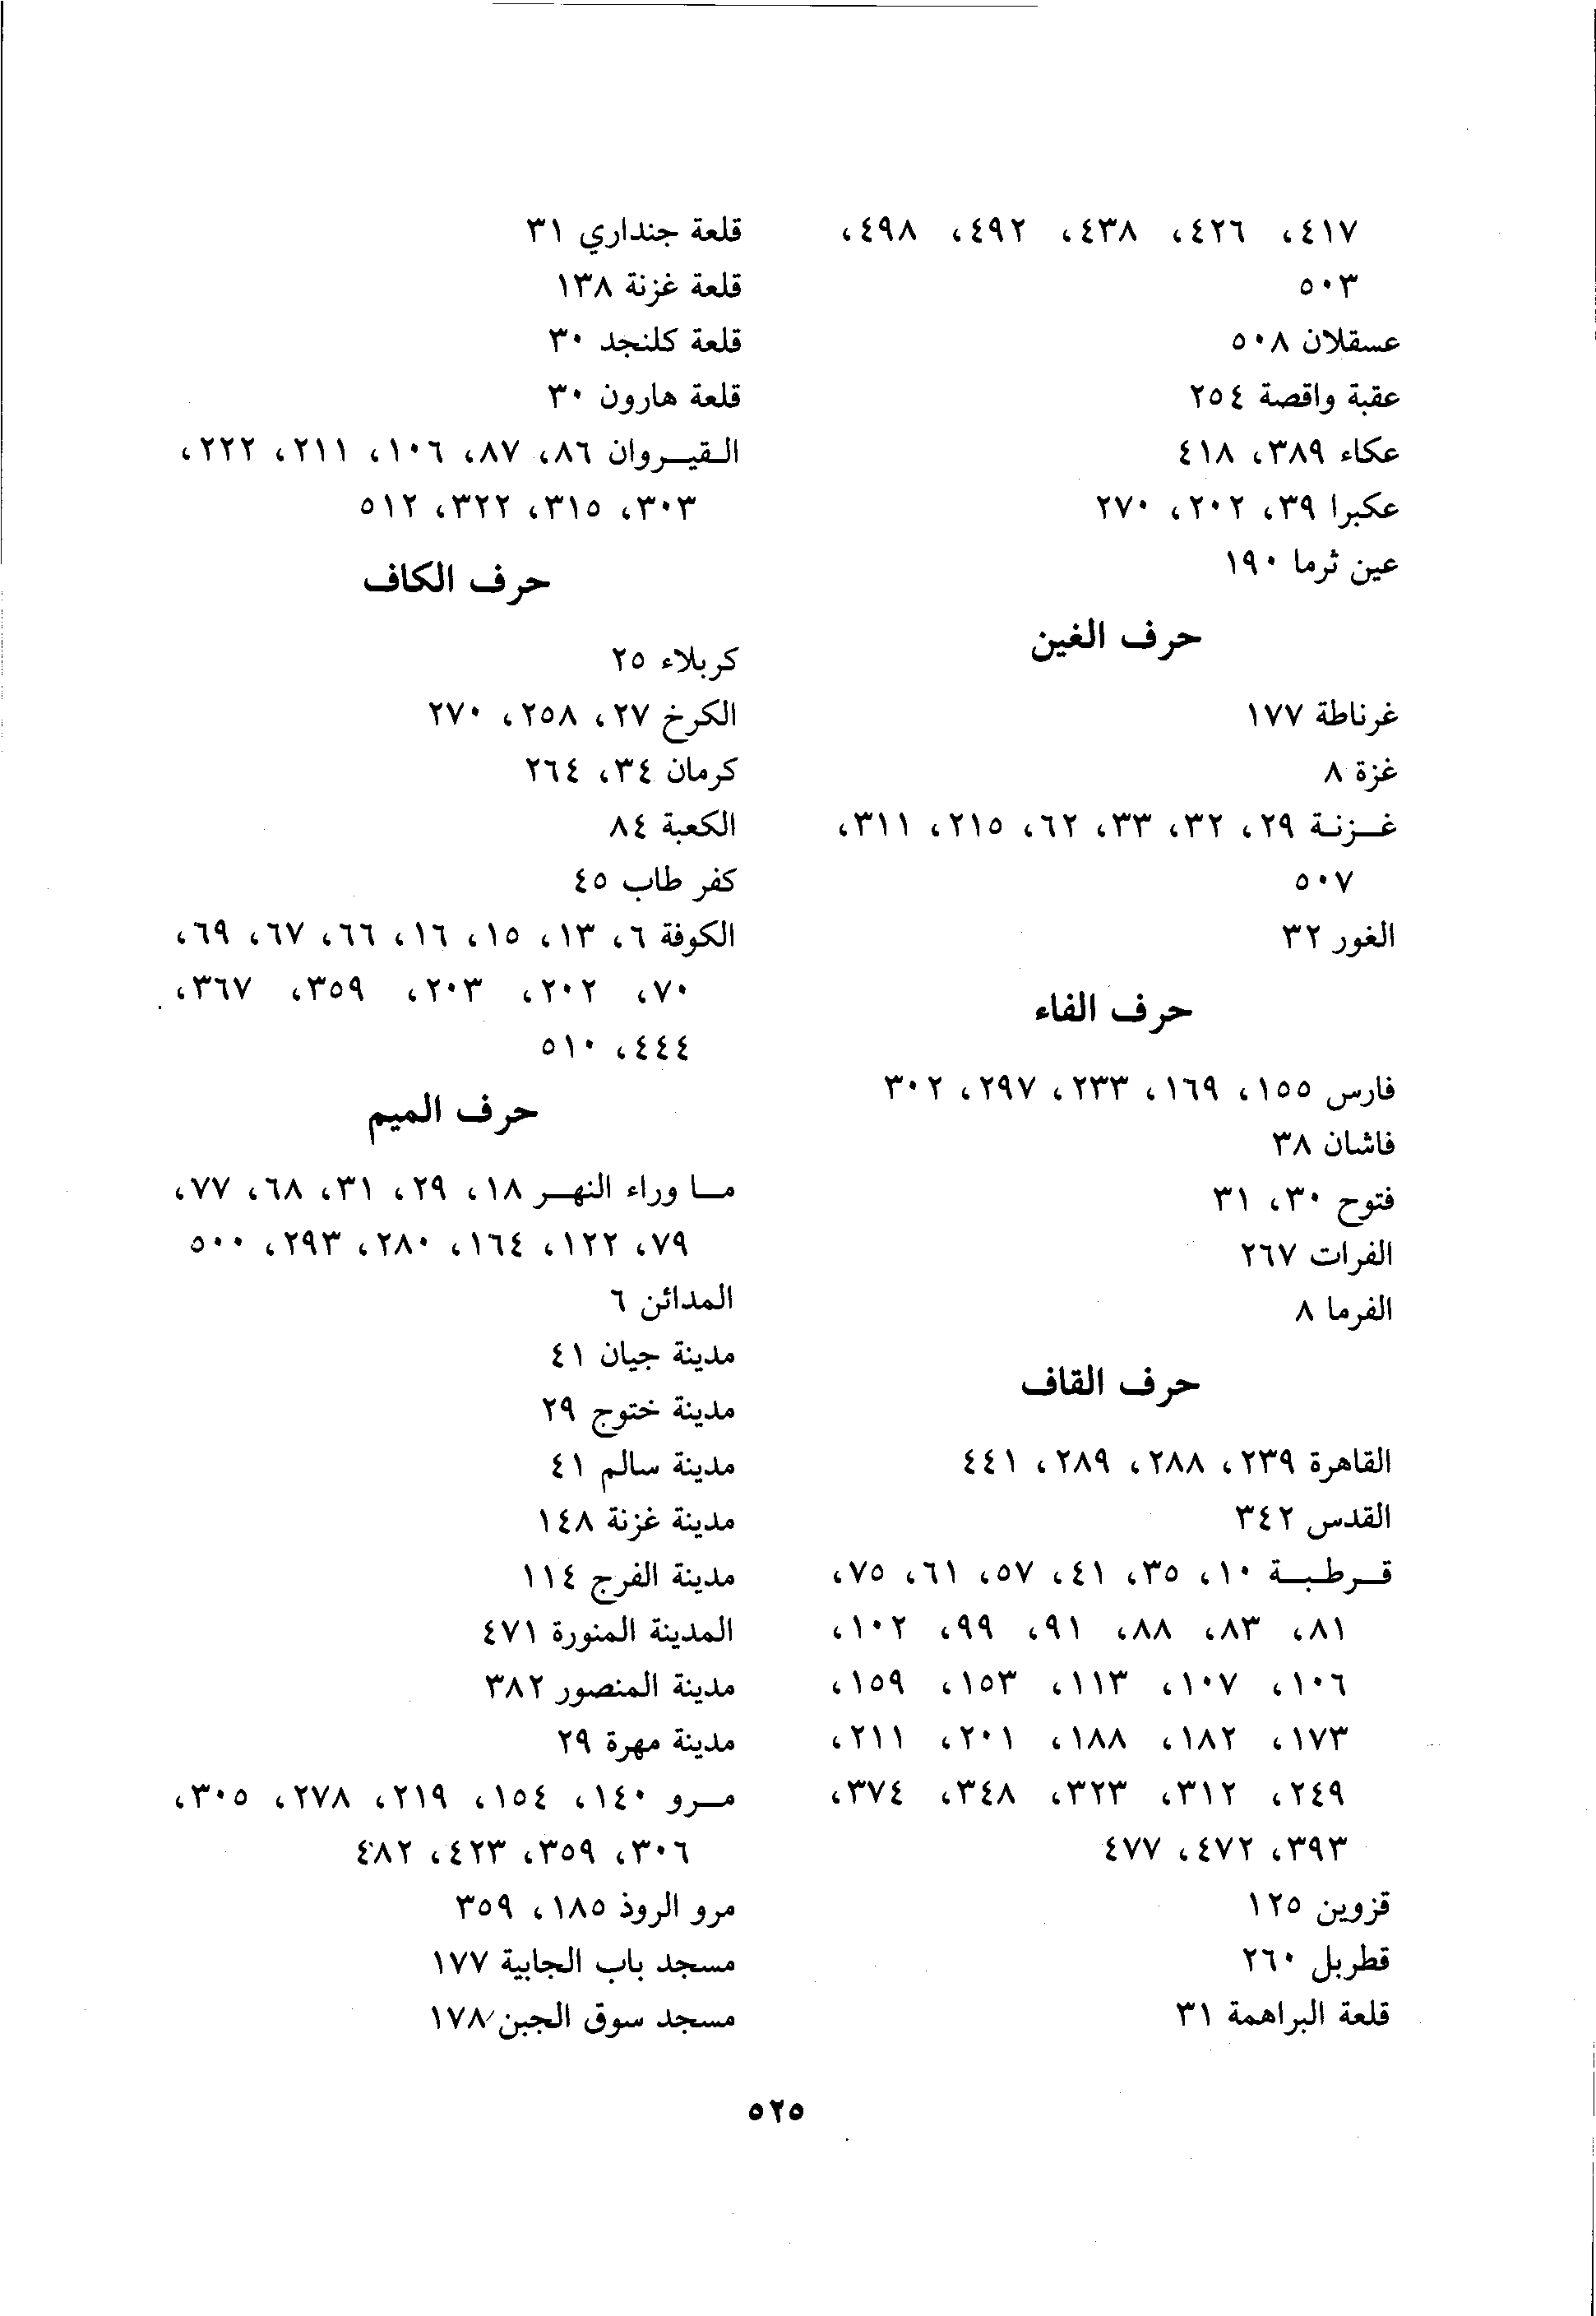 ٤١٧، ٤٢٦، ٤٣٨، ٤٩٢، ٤٩٨،
٥٠٣
عسقلان ٥٠٨
عقبة واقصة ٢٥٤
عكاء ٣٨٩، ٤١٨
عكبرا ٣٩، ٢٠٢، ٢٧٠
عين ثرما ١٩٠
حرف الغين
غرناطة ١٧٧
غزة ٨
غزنة ٢٩، ٣٢، ٣٣، ٦٢، ٢١٥، ٣١١،
٥٠٧
الغور ٣٢
حرف الفاء
فارس ١٥٥، ١٦٩، ٢٣٣، ٢٩٧، ٣٠٢
فاشان ٣٨
فتوح ٣٠، ٣١
الفرات ٢٦٧
الفرما ٨
حرف القاف
القاهرة ٢٣٩، ٢٨٨، ٢٨٩، ٤٤١
القدس ٣٤٢
قرطبة ١٠، ٣٥، ٤١، ٥٧، ٦١، ٧٥،
٨١، ٨٣، ٨٨، ٩١، ٩٩، ١٠٢،
١٠٦، ١٠٧، ١١٣، ١٥٣، ١٥٩،
١٧٣، ١٨٢، ١٨٨، ٢٠١، ٢١١،
٢٤٩، ٣١٢، ٣٢٣، ٣٤٨، ٣٧٤،
٣٩٣، ٤٧٢، ٤٧٧
قزوين ١٢٥
قطربل ٢٦٠
قلعة البراهمة ٣١
قلعة جنداري ٣١
قلعة غزنة ١٣٨
قلعة كلنجد ٣٠
قلعة هارون ٣٠
القيروان ٨٦، ٨٧، ١٠٦، ٢١١، ٢٢٢،
٣٠٣، ٣١٥، ٣٢٢، ٥١٢
حرف الكاف
كربلاء ٢٥
الكرخ ٢٧، ٢٥٨، ٢٧٠
كرمان ٣٤، ٢٦٤
الكعبة ٨٤
كفر طاب ٤٥
الكوفة ٦، ١٣، ١٥، ١٦، ٦٦، ٦٧، ٦٩،
٧٠، ٢٠٢، ٢٠٣، ٣٥٩، ٣٦٧،
٤٤٤، ٥١٠
حرف الميم
ما وراء النهر ١٨، ٢٩، ٣١، ٦٨، ٧٧،
٧٩، ١٢٢، ١٦٤، ٢٨٠، ٢٩٣، ٥٠٠
المدائن ٦
مدينة جيان ٤١
مدينة ختوج ٢٩
مدينة سالم ٤١
مدينة غزنة ١٤٨
مدينة الفرج ١١٤
المدينة المنورة ٤٧١
مدينة المنصور ٣٨٢
مدينة مهرة ٢٩
مرو ١٤٠، ١٥٤، ٢١٩، ٢٧٨، ٣٠٥،
٣٠٦، ٣٥٩، ٤٢٣، ٤٨٢
مرو الروذ ١٨٥، ٣٥٩
مسجد باب الجابية ١٧٧
مسجد سوق الجبن ١٧٨
٥٢٥